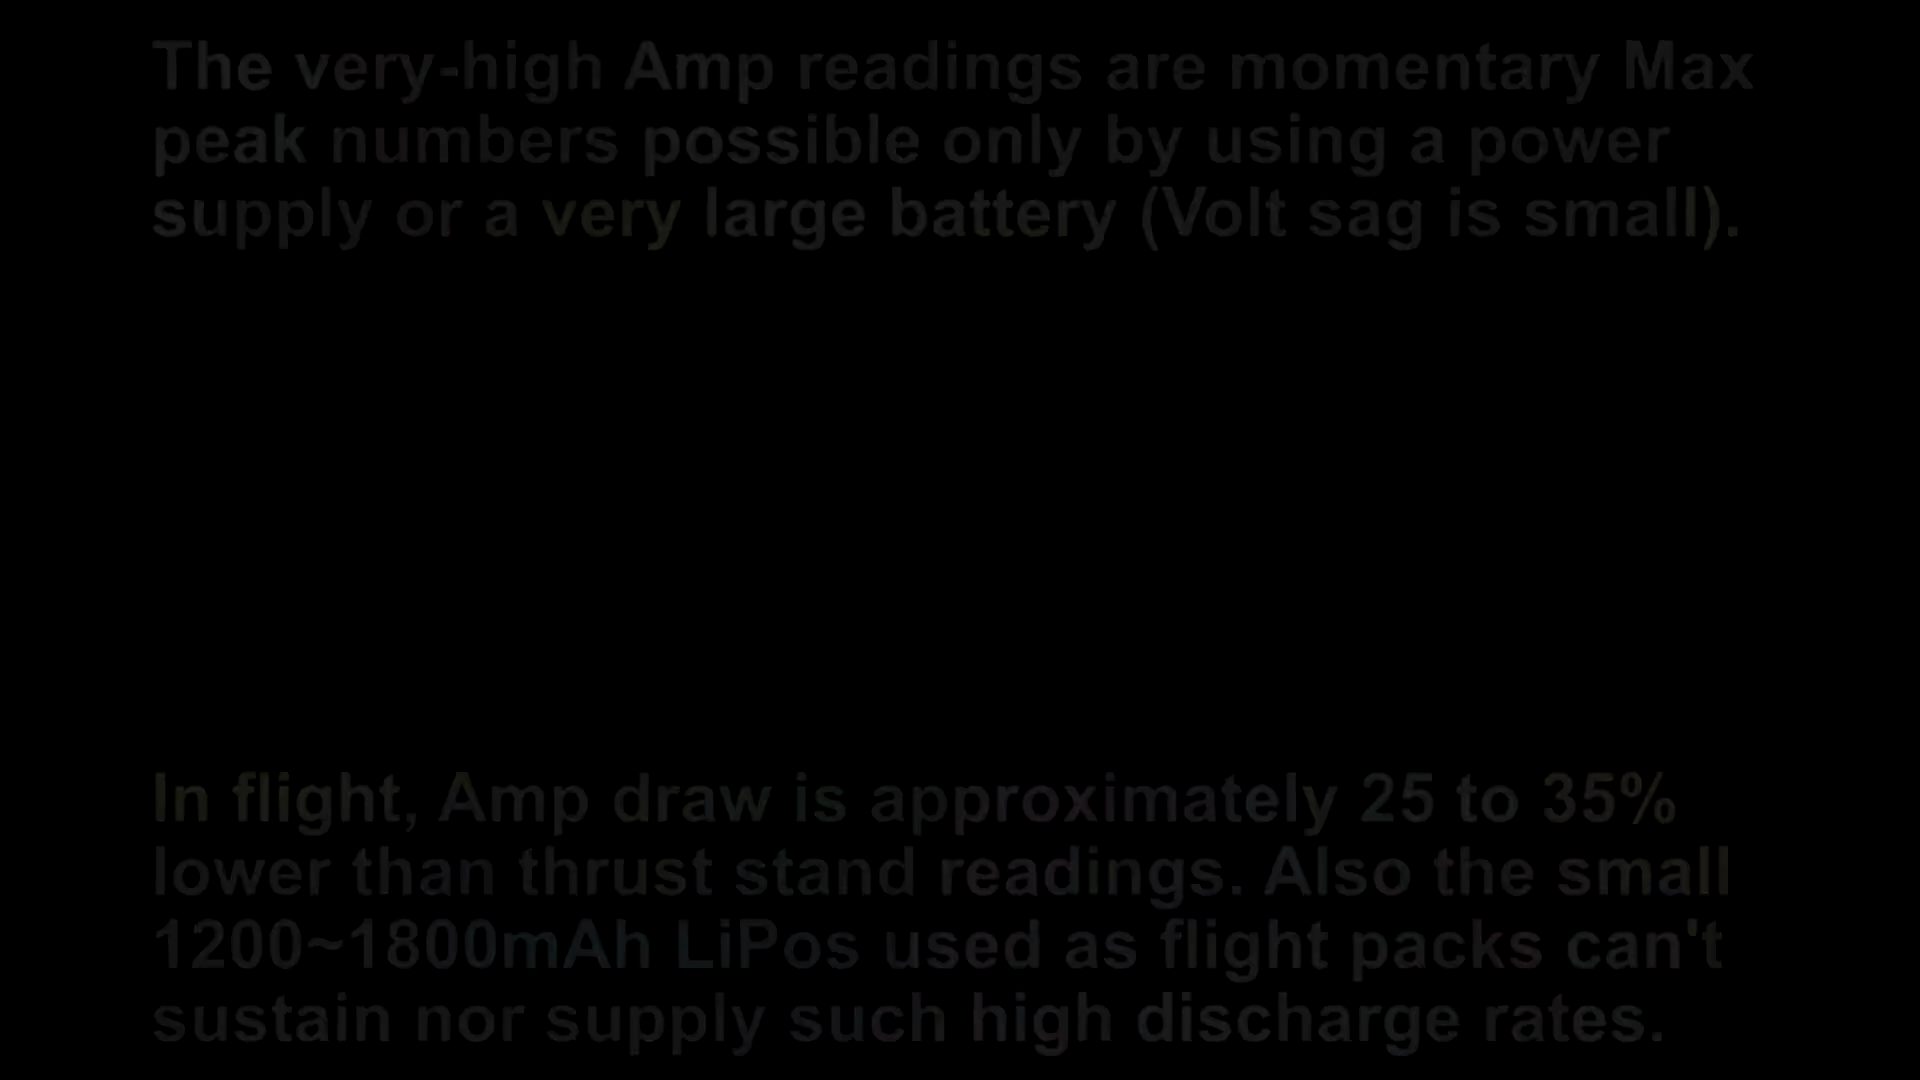 The very-high Amp readings are momentary Max
peak numbers possible only by using a power
supply or a very large battery (Volt sag is small).
In flight, Amp draw is approximately 25 to 35%
lower than thrust stand readings. Also the small
1200~1800mAh LiPos used as flight packs can't
sustain nor supply such high discharge rates.